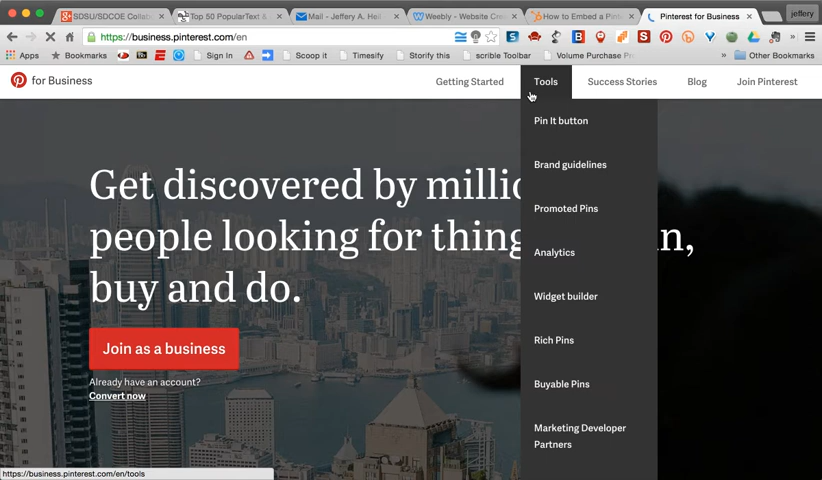 SDSU/SDCOE Collab
Top 50 PopularText &
Mail - Jeffery A. Hei
Weebly - Website Cre
How to Embed a Pint
Pinterest for Business
jeffery
https://business.pinterest.com/en
Apps
Bookmarks
Sign In
Scoop it
Timesify
Storify this
scrible Toolbar
Volume Purchase Pro
Other Bookmarks
for Business
Getting Started
Tools
Success Stories
Blog
Join Pinterest
Pin It button
Brand guidelines
Promoted Pins
Analytics
Widget builder
Rich Pins
Buyable Pins
Marketing Developer
Partners
Get discovered by millio
people looking for thing n,
buy and do.
Join as a business
Already have an account?
Convert now
https://business.pinterest.com/en/tools